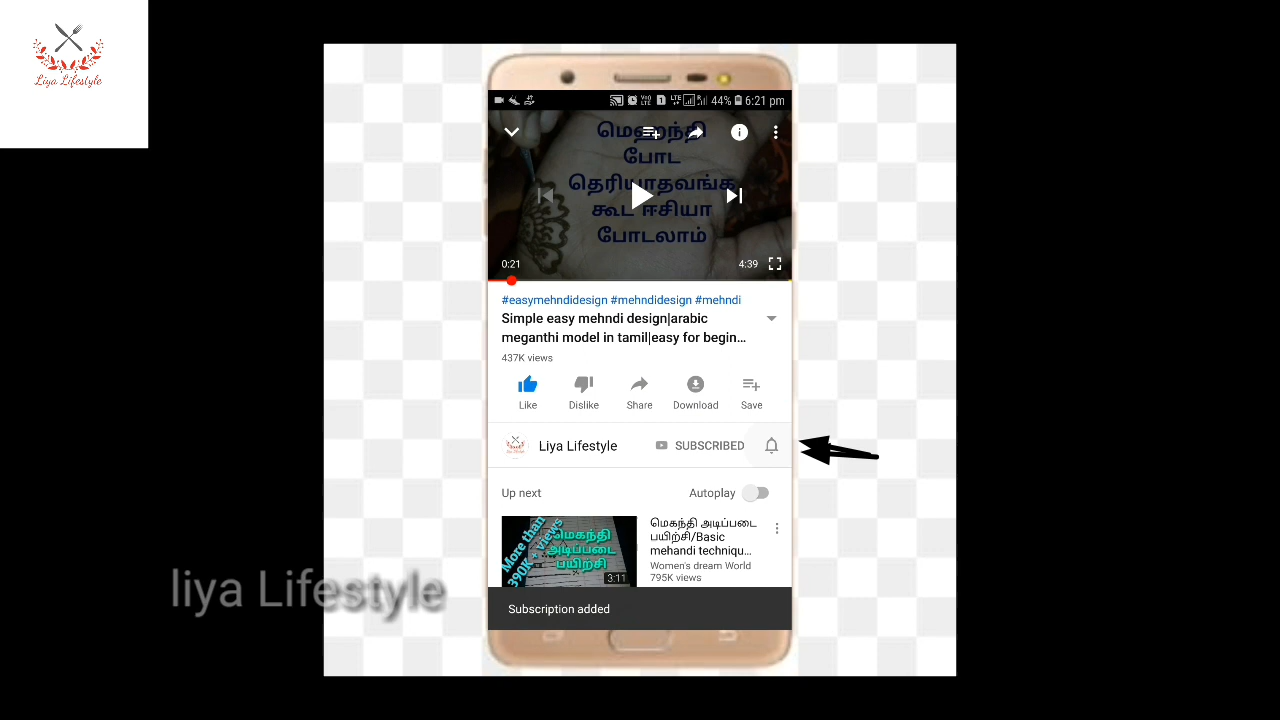 Liya Lifestyle
44% 6:21 pm
மெஹந்தி
போட
தெரியாதவங்க
கூட ஈசியா
போடலாம்
0:21
4:39
#easymehndidesign #mehndidesign #mehndi
Simple easy mehndi design|arabic
meganthi model in tamil|easy for begin...
437K views
Like
Dislike
Share
Download
Save
Liya Lifestyle
SUBSCRIBED
Up next
Autoplay
More than
390K + views
மெகந்தி
அடிப்படை
பயிற்சி
3:11
மெகந்தி அடிப்படை
பயிற்சி/Basic
mehandi techniqu...
Women's dream World
795K views
liya Lifestyle
Subscription added